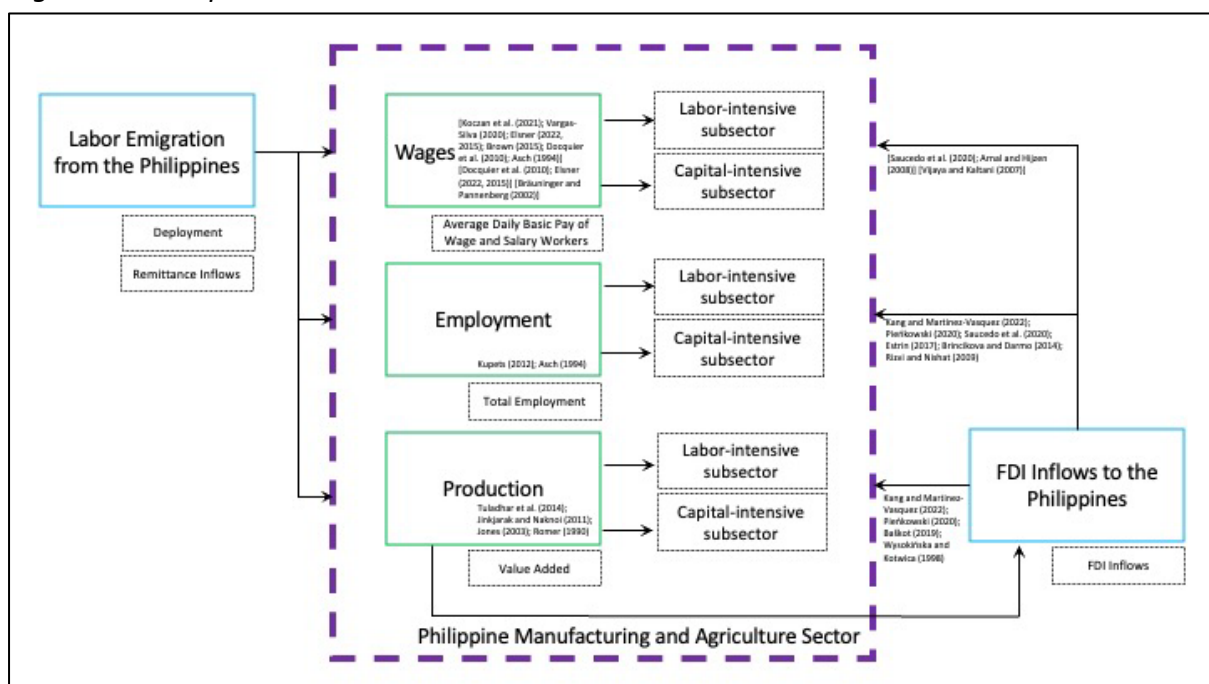 Labor Emigration
from the Philippines
Deployment
Remittance Inflows
Wages
[Koczan et al. (2021); Vargas-
Silva (2020); Elsner (2022,
2015); Brown (2015); Docquier
et al. (2010); Asch (1994)]
[Docquier et al. (2010); Elsner
(2022, 2015)] [Bräuninger and
Pannenberg (2002)]
Average Daily Basic Pay of
Wage and Salary Workers
Labor-intensive
subsector
Capital-intensive
subsector
Employment
Kupets (2012); Asch (1994)
Total Employment
Labor-intensive
subsector
Capital-intensive
subsector
Production
Tuladhar et al. (2014);
Jinkjarak and Naknoi (2011);
Jones (2003); Romer (1990)
Value Added
Labor-intensive
subsector
Capital-intensive
subsector
Philippine Manufacturing and Agriculture Sector
[Saucedo et al. (2020);
and Hijzen
(2008)] [Vijaya and Kaltani (2007)]
Kang and Martinez-Vasquez (2022);
Pieńkowski (2020); Saucedo et al. (2020);
Estrin (2017); Brincikova and Darmo (2014);
Rizvi and Nishat (2009)
Kang and Martinez-
Vasquez (2022);
Pieńkowski
(2020);
(2019);
Wysokińska and
Kotwica (1998)
FDI Inflows to the
Philippines
FDI Inflows